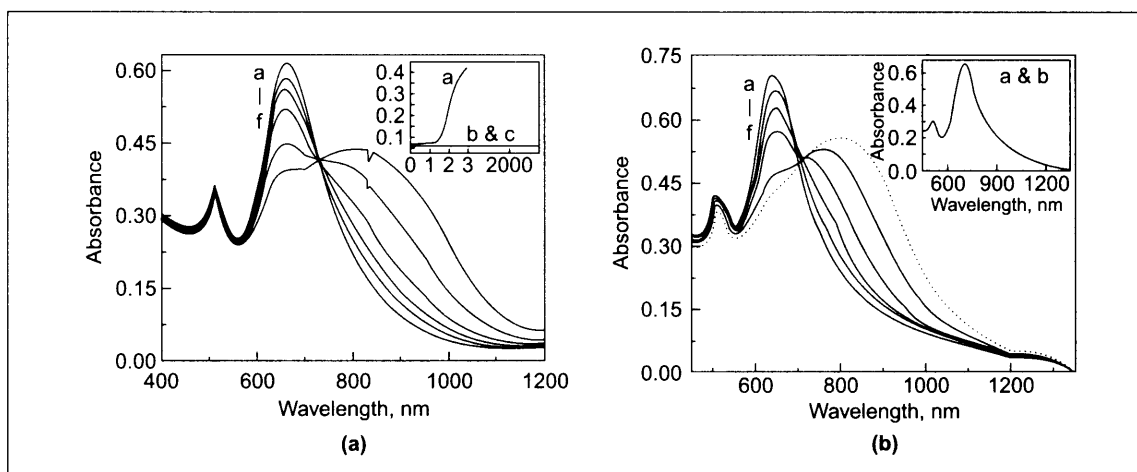 0.60
0.45
0.30
0.15
0.00
Absorbance
400 600 800 1000 1200
Wavelength, nm
a
f
0.4
0.3
0.2
0.1
a
b & c
0 1 2 3 2000
(a)
0.75
0.60
0.45
0.30
0.15
0.00
Absorbance
600 800 1000 1200
Wavelength, nm
a
f
0.6
0.4
0.2
0.0
Absorbance
a & b
600 900 1200
Wavelength, nm
(b)